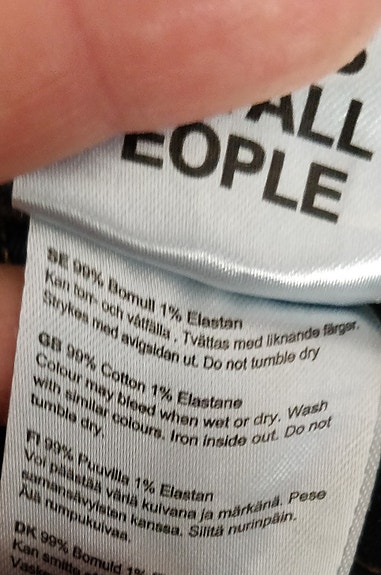 ALL
EOPLE
SE 99% Bomull 1% Elastan
Kan torr- och våtfälla . Tvättas med liknande färger.
Strykes med avigsidan ut. Do not tumble dry
GB 99% Cotton 1% Elastane
Colour may bleed when wet or dry. Wash
with similar colours. Iron inside out. Do not
tumble dry.
FI 99% Puuvilla 1% Elastan
Voi päästää väriä kuivana ja märkänä. Pese
samansävyisten kanssa. Silitä nurinpäin.
Älä rumpukuivaa.
DK 99% Bomuld 1%
Kan smitte